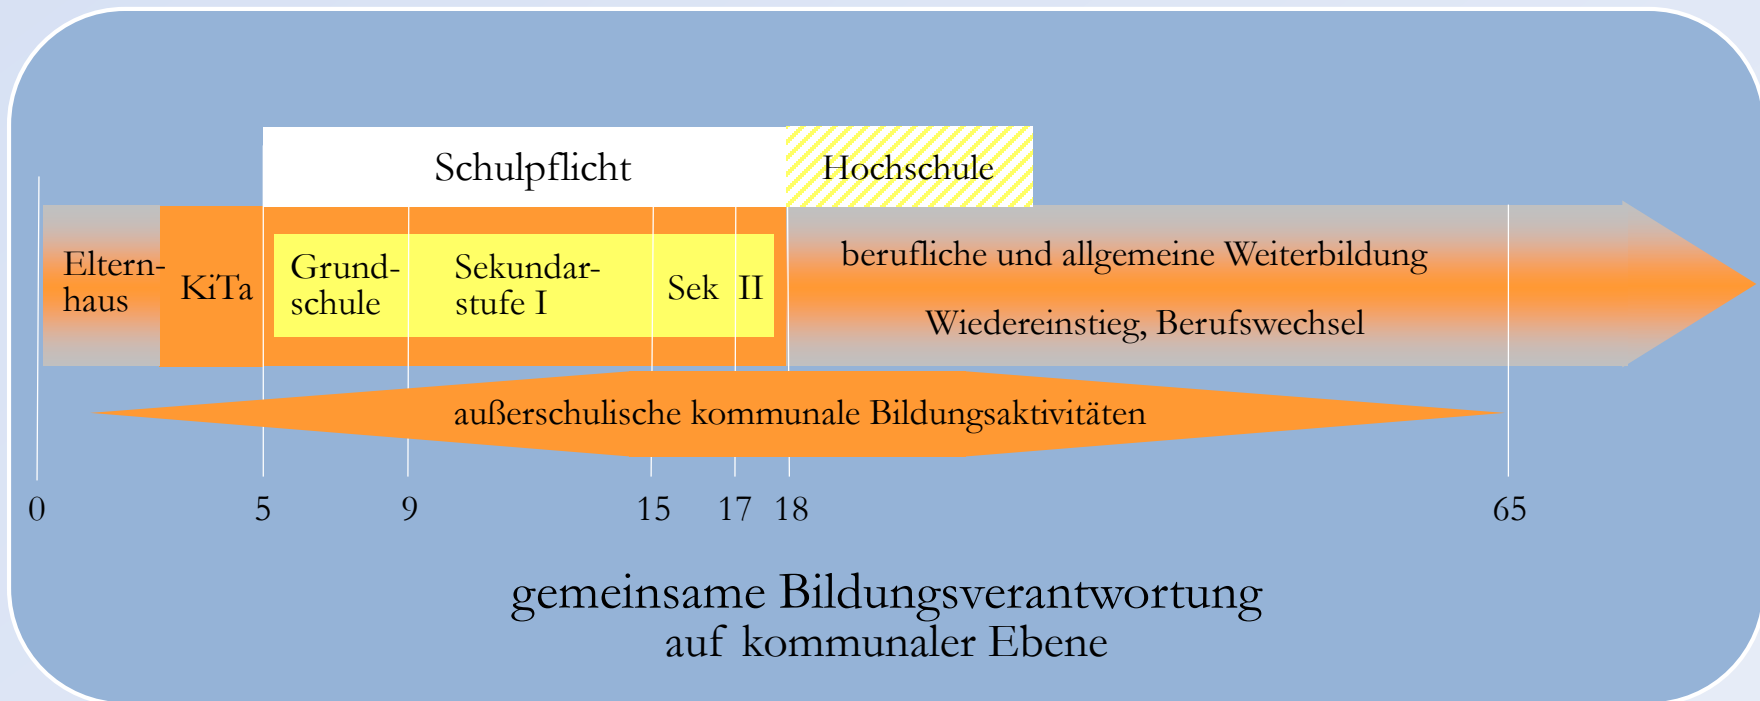 Schulpflicht
Hochschule
Eltern-
haus
KiTa
Grund-
schule
Sekundar-
stufe I
Sek II
berufliche und allgemeine Weiterbildung
Wiedereinstieg, Berufswechsel
außerschulische kommunale Bildungsaktivitäten
0 5 9 15 17 18 65
gemeinsame Bildungsverantwortung
auf kommunaler Ebene